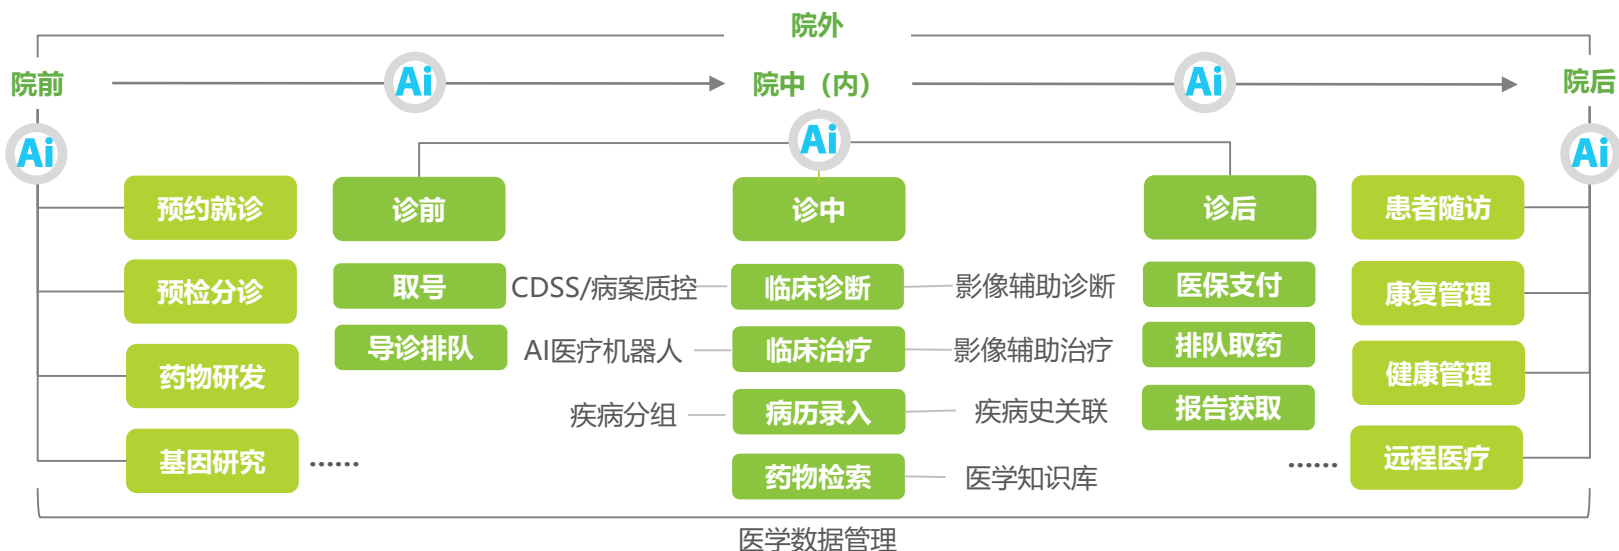 院外
院前
Ai
院中（内）
Ai
院后
Ai
Ai
Ai
预约就诊
诊前
诊中
诊后
患者随访
预检分诊
取号
CDSS/病案质控
临床诊断
影像辅助诊断
医保支付
康复管理
导诊排队
AI医疗机器人
临床治疗
影像辅助治疗
排队取药
药物研发
健康管理
疾病分组
病历录入
疾病史关联
报告获取
基因研究
……
药物检索
医学知识库
……
远程医疗
医学数据管理